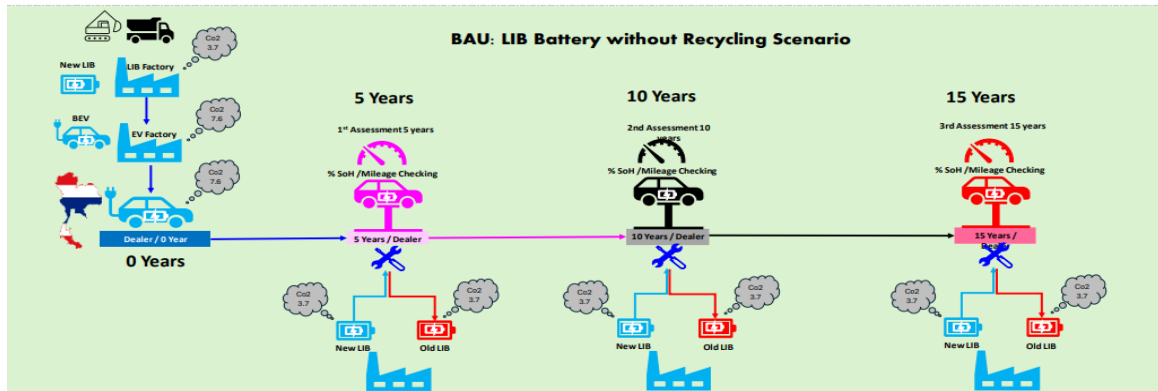 BAU: LIB Battery without Recycling Scenario
Co2
3.7
New LIB
LIB Factory
Co2
7.6
BEV
EV Factory
Co2
7.6
Dealer / 0 Year
0 Years
5 Years
1st Assessment 5 years
% SoH /Mileage Checking
5 Years / Dealer
Co2
3.7
Co2
3.7
New LIB
Old LIB
10 Years
2nd Assessment 10
years
% SoH /Mileage Checking
10 Years / Dealer
Co2
3.7
Co2
3.7
New LIB
Old LIB
15 Years
3rd Assessment 15 years
% SoH /Mileage Checking
15 Years /
Dealer
Co2
3.7
Co2
3.7
New LIB
Old LIB